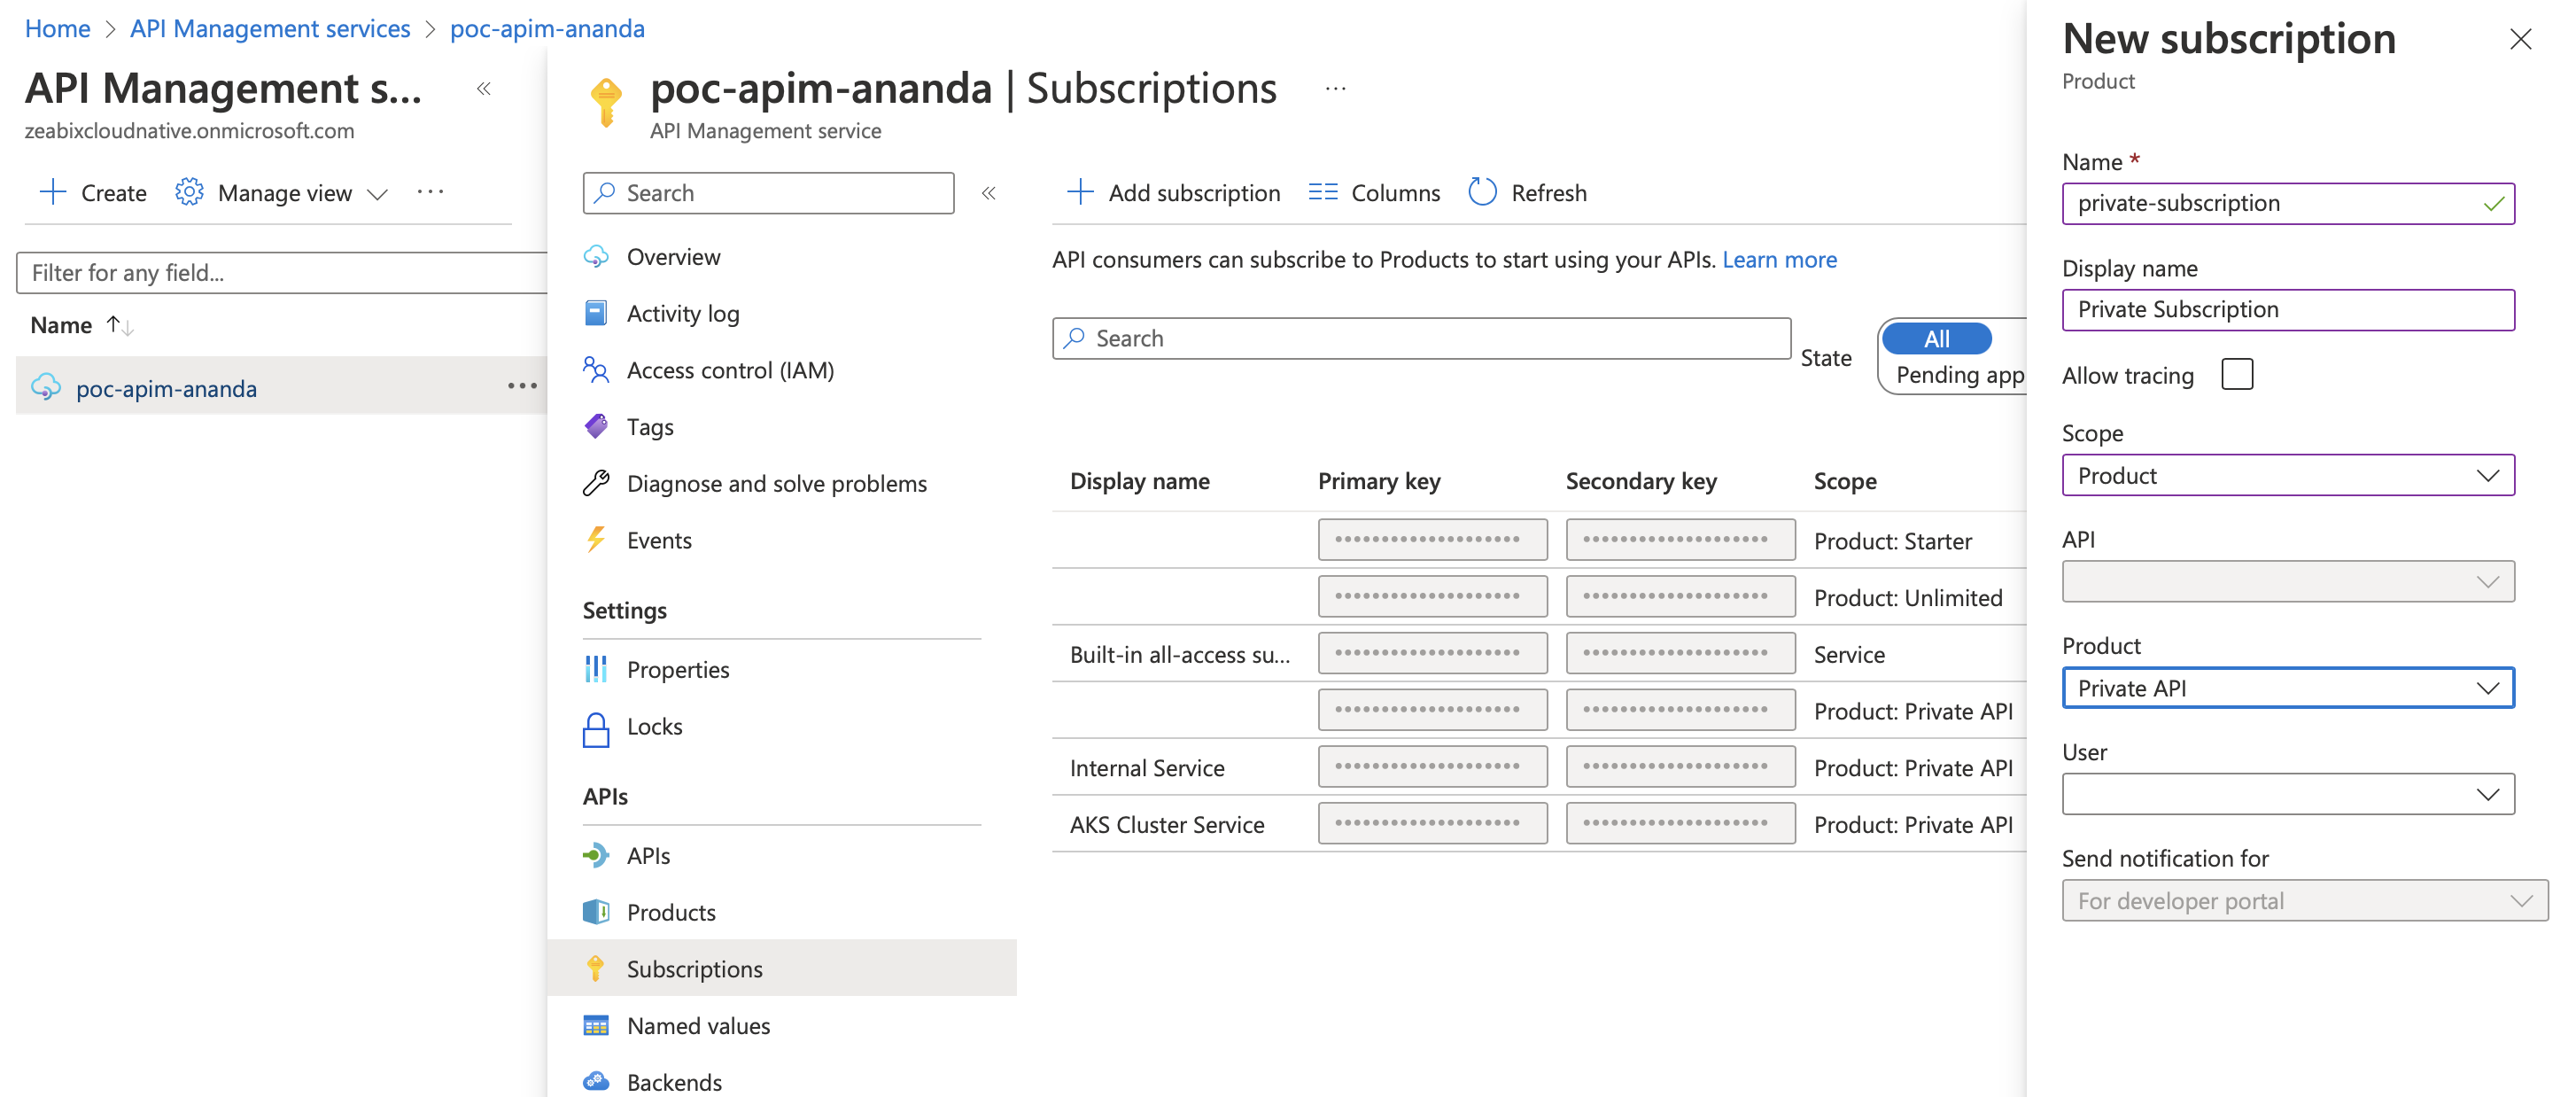 Home > API Management services > poc-apim-ananda
API Management s...
zeabixcloudnative.onmicrosoft.com
Create Manage view ...
Filter for any field...
Name
poc-apim-ananda ...
poc-apim-ananda | Subscriptions ...
API Management service
Search
Overview
Activity log
Access control (IAM)
Tags
Diagnose and solve problems
Events
Settings
Properties
Locks
APIs
APIs
Products
Subscriptions
Named values
Backends
Add subscription Columns Refresh
API consumers can subscribe to Products to start using your APIs. Learn more
Search
State
All
Pending app
Display name Primary key Secondary key Scope
Product: Starter
Product: Unlimited
Built-in all-access su... Service
Product: Private API
Internal Service Product: Private API
AKS Cluster Service Product: Private API
New subscription
Product
Name *
private-subscription
Display name
Private Subscription
Allow tracing
Scope
Product
API
Product
Private API
User
Send notification for
For developer portal